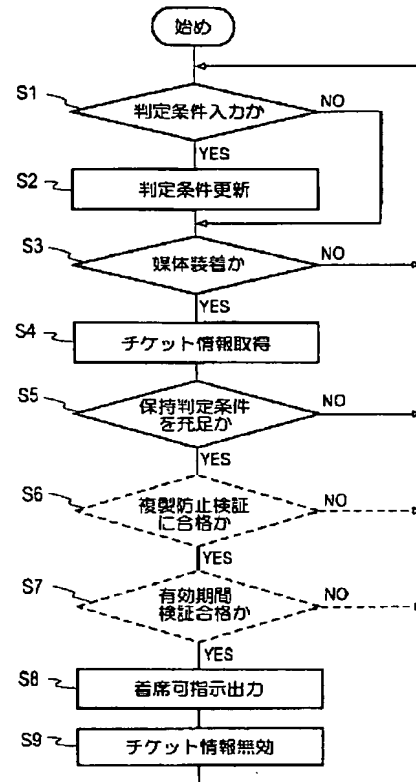 始め
S1
判定条件入力か
NO
YES
S2
判定条件更新
S3
媒体装着か
NO
YES
S4
チケット情報取得
S5
保持判定条件
を充足か
NO
YES
S6
複製防止検証
に合格か
NO
YES
S7
有効期間
検証合格か
NO
YES
S8
着席可指示出力
S9
チケット情報無効